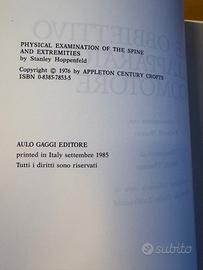 PHYSICAL EXAMINATION OF THE SPINE
AND EXTREMITIES
by Stanley Hoppenfeld
Copyright © 1976 by APPLETON CENTURY CROFTS
ISBN 0-8385-7853-5
AULO GAGGI EDITORE
printed in Italy settembre 1985
Tutti i diritti sono riservati
subito